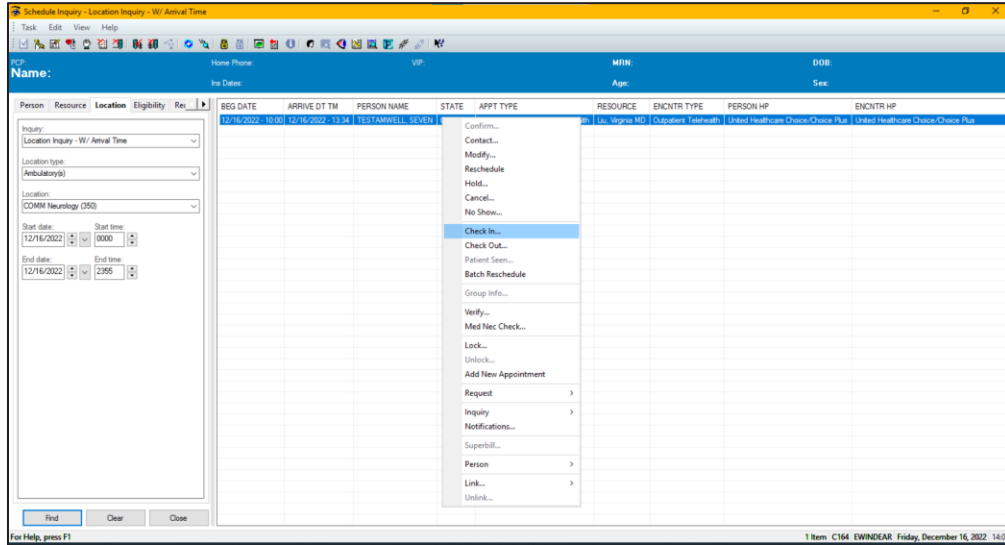 Schedule Inquiry - Location Inquiry - W/ Arrival Time
Task Edit View Help
PCP: Home Phone: VIP: MRN: DOB:
Name:
Ins Dates: Age: Sex:
Person Resource Location Eligibility
BEG DATE ARRIVE DT TM PERSON NAME STATE APPT TYPE RESOURCE ENCNTR TYPE PERSON HP ENCNTR HP
12/16/2022 - 10:00 12/16/2022 - 13:34 TESTAMWELL, SEVEN Liu, Virginia MD Outpatient Telehealth United Healthcare Choice/Choice Plus United Healthcare Choice/Choice Plus
Inquiry:
Location Inquiry - W/ Arrival Time
Location type:
Ambulatory(s)
Location:
COMM Neurology (350)
Start date: Start time:
12/16/2022 0000
End date: End time:
12/16/2022 2355
Confirm...
Contact...
Modify...
Reschedule
Hold...
Cancel...
No Show...
Check In...
Check Out...
Patient Seen...
Batch Reschedule
Group Info...
Verify...
Med Nec Check...
Lock...
Unlock...
Add New Appointment
Request
Inquiry
Notifications...
Superbill...
Person
Link...
Unlink...
Find Clear Close
For Help, press F1 1 Item C164 EWINDEAR Friday, December 16, 2022